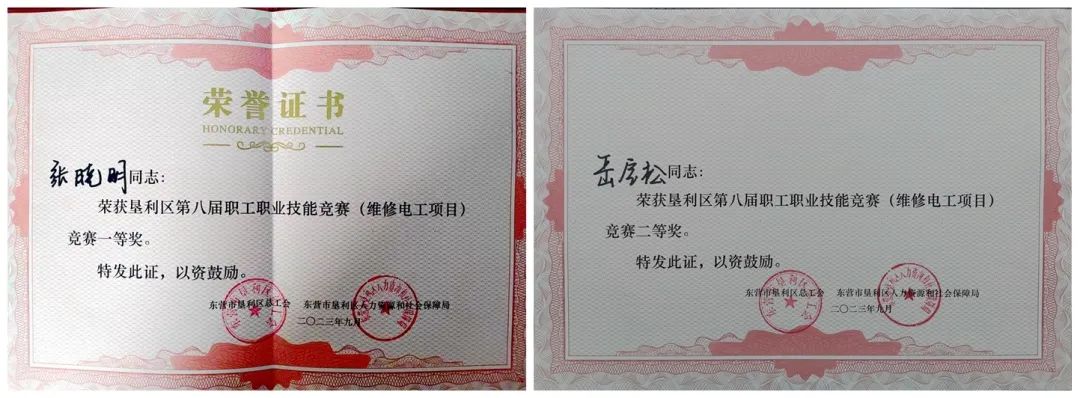 荣誉证书
HONORARY CREDENTIAL
张晓明同志：
荣获垦利区第八届职工职业技能竞赛（维修电工项目）
竞赛一等奖。
特发此证，以资鼓励。
东营市垦利区总工会 东营市垦利区人力资源和社会保障局
二〇二三年九月
岳彦松同志：
荣获垦利区第八届职工职业技能竞赛（维修电工项目）
竞赛二等奖。
特发此证，以资鼓励。
东营市垦利区总工会 东营市垦利区人力资源和社会保障局
二〇二三年九月